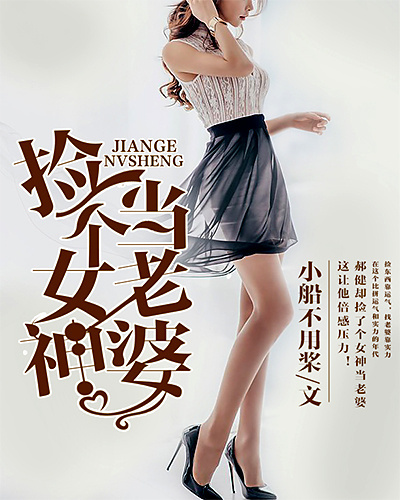 捡个女神
当老婆
JIANGE
NVSHENG
小船不用桨/文
捡东西靠运气，找老婆靠实力
在这个比拼运气和实力的年代
郝健却捡了个女神当老婆
这让他倍感压力！